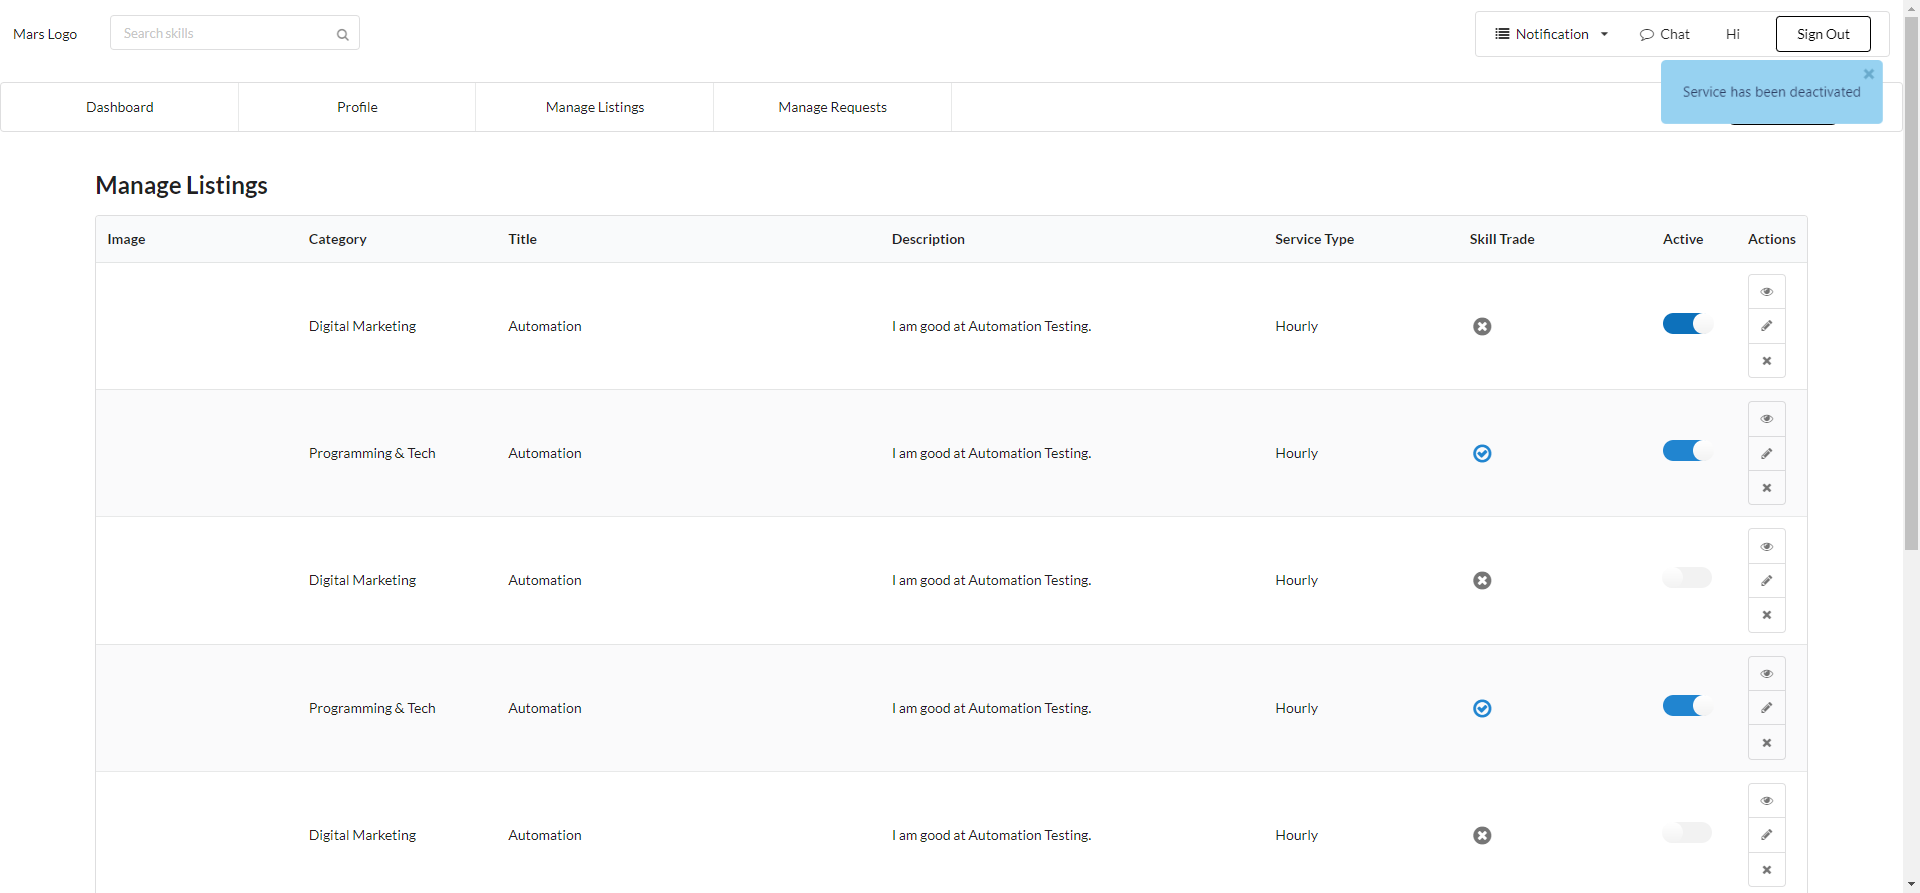 Mars Logo
Search skills
Notification
Chat
Hi
Sign Out
Service has been deactivated
Dashboard
Profile
Manage Listings
Manage Requests
Manage Listings
Image Category Title Description Service Type Skill Trade Active Actions
Digital Marketing Automation I am good at Automation Testing. Hourly
Programming & Tech Automation I am good at Automation Testing. Hourly
Digital Marketing Automation I am good at Automation Testing. Hourly
Programming & Tech Automation I am good at Automation Testing. Hourly
Digital Marketing Automation I am good at Automation Testing. Hourly